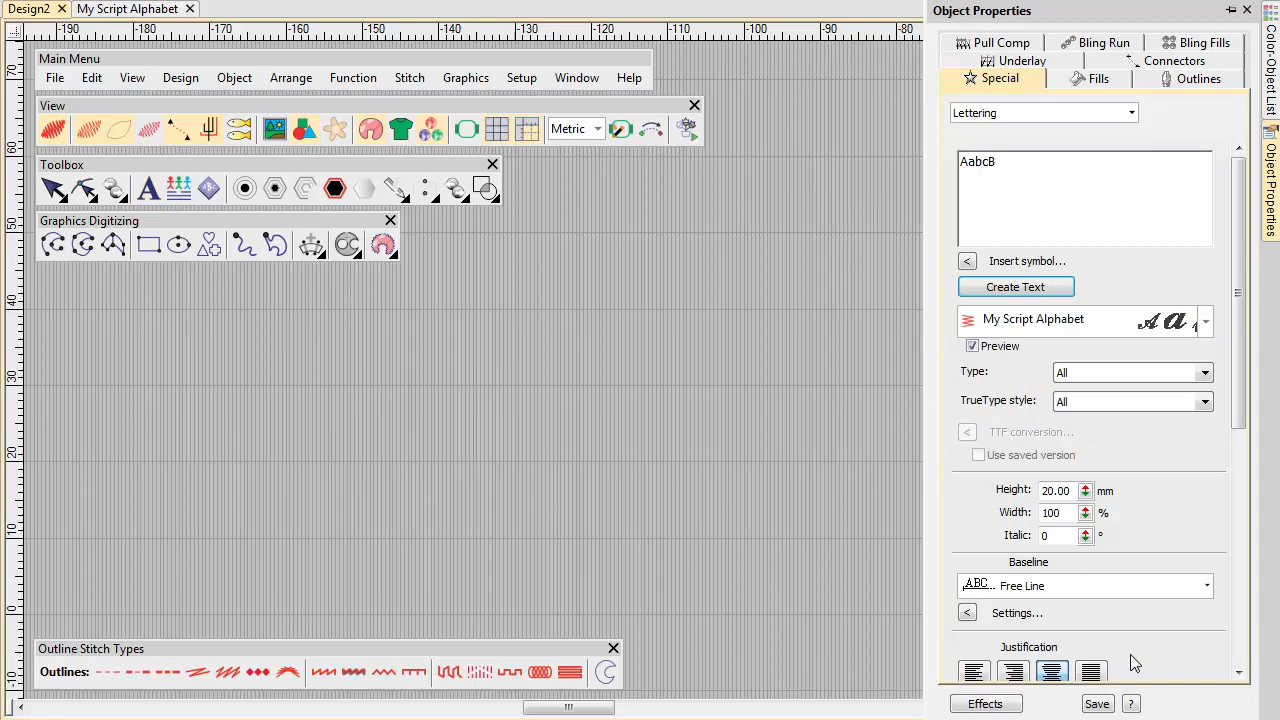 Design2 My Script Alphabet
-190 -180 -170 -160 -150 -140 -130 -120 -110 -100 -90 -80
70 60 50 40 30 20 10 0 -10
Main Menu
File Edit View Design Object Arrange Function Stitch Graphics Setup Window Help
View
Metric
Toolbox
Graphics Digitizing
Outline Stitch Types
Outlines:
Object Properties
Pull Comp Bling Run Bling Fills
Underlay Connectors
Special Fills Outlines
Lettering
AabcB
< Insert symbol...
Create Text
My Script Alphabet A a
Preview
Type: All
TrueType style: All
< TTF conversion...
Use saved version
Height: 20.00 mm
Width: 100 %
Italic: 0 °
Baseline
ABC Free Line
< Settings...
Justification
Effects Save ?
Color-Object List
Object Properties